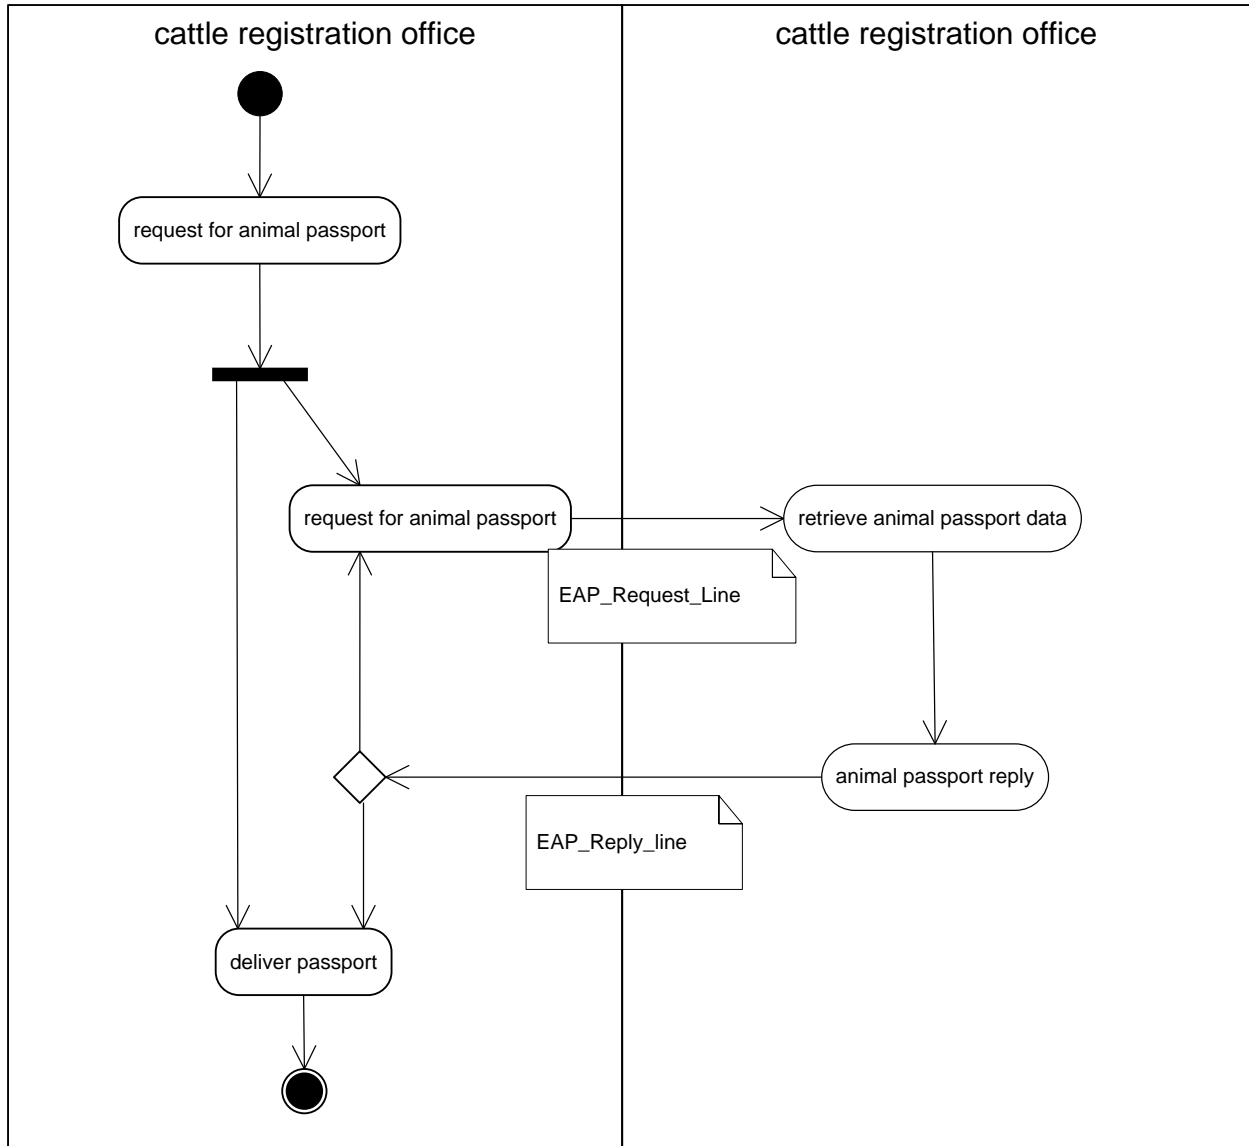 cattle registration office
cattle registration office
request for animal passport
request for animal passport
retrieve animal passport data
EAP_Request_Line
animal passport reply
EAP_Reply_line
deliver passport